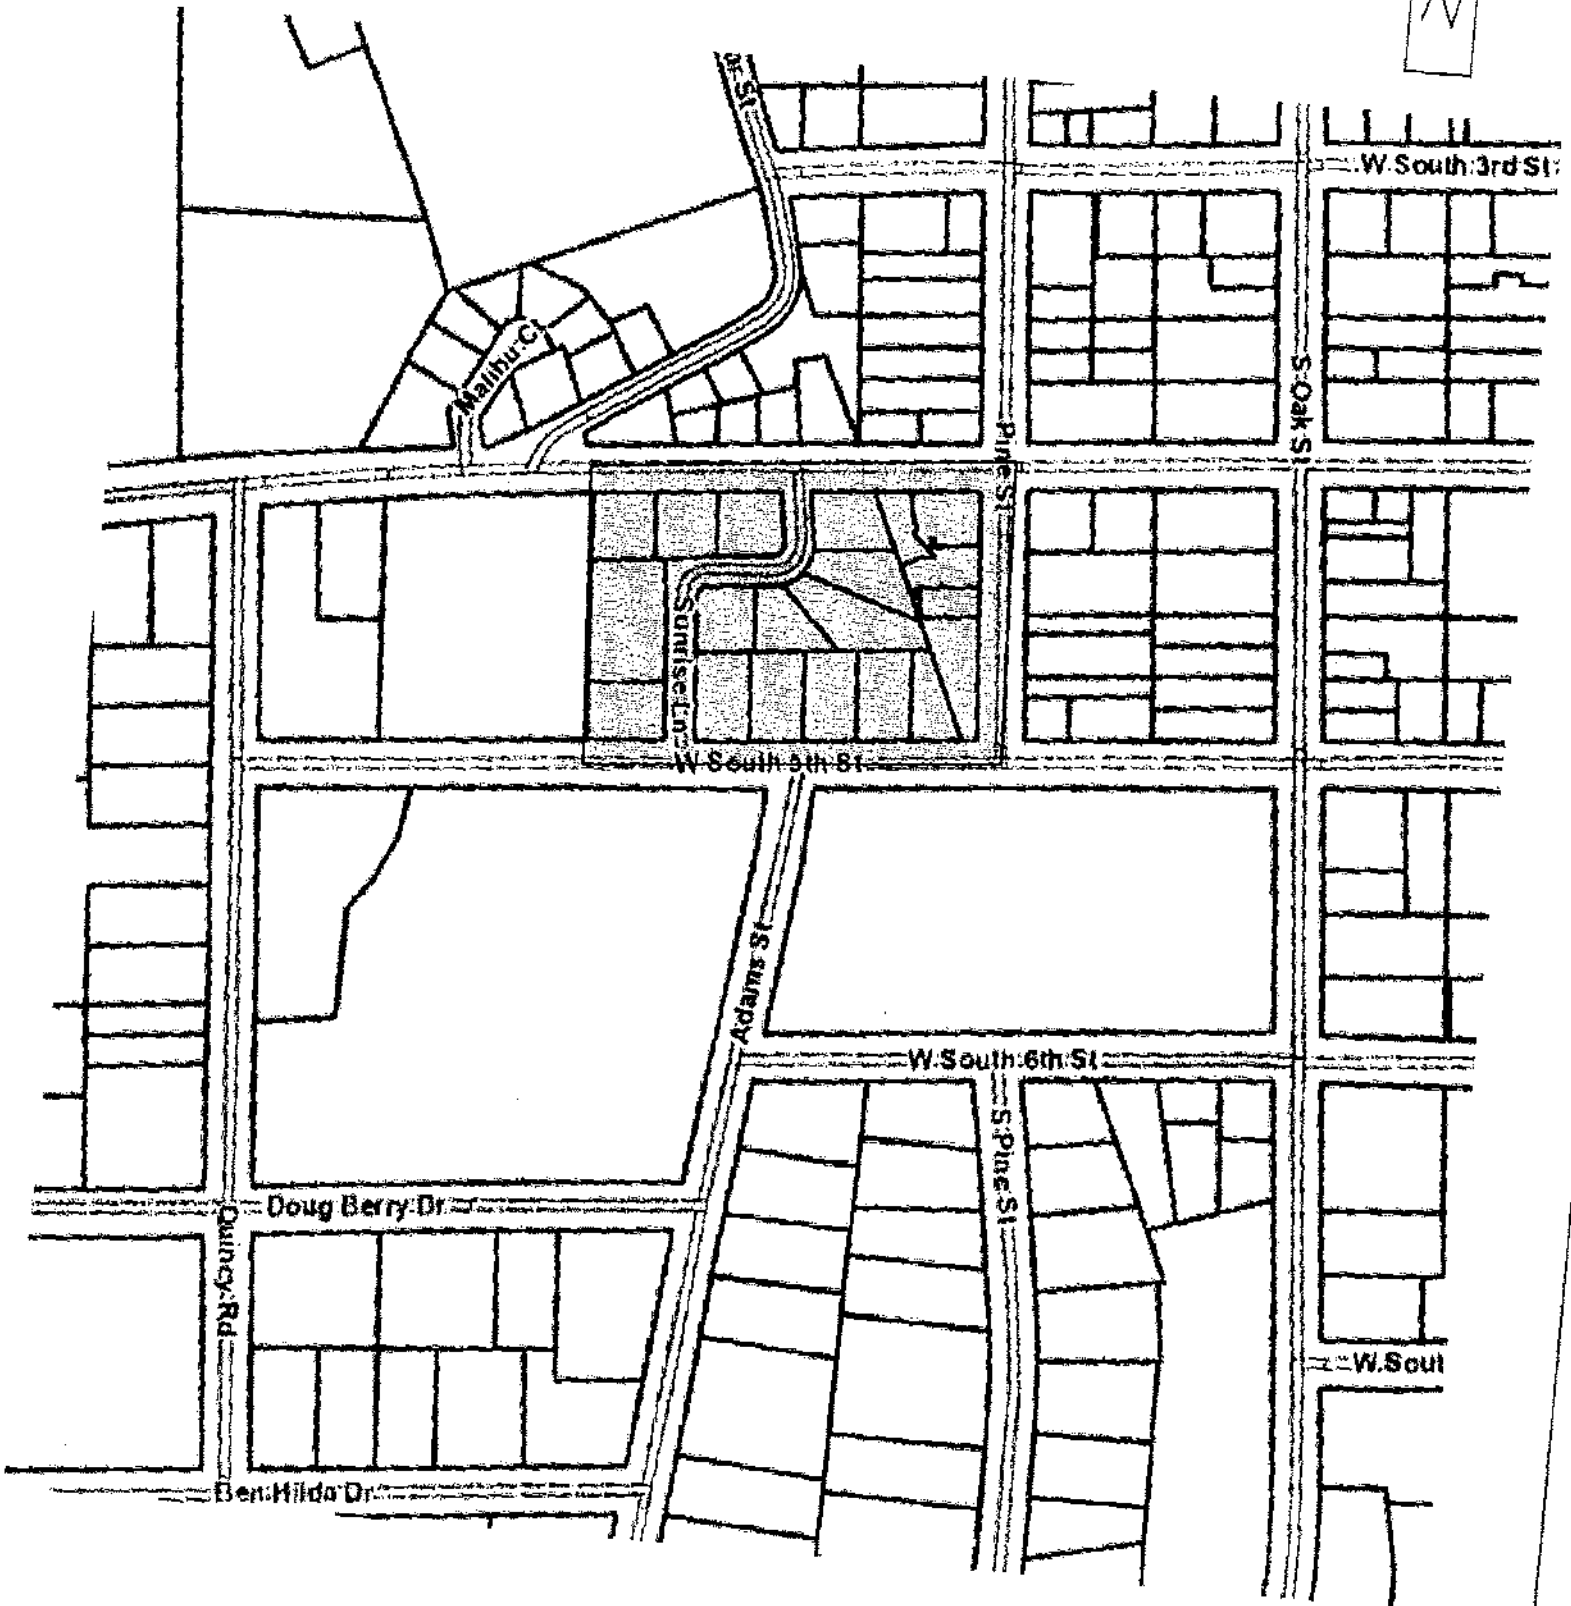 N
W South 3rd St
S Oak St
Malibu Ct
Pine St
Sunrise Ln
W South 5th St
Adams St
W South 6th St
S Pine St
Doug Berry Dr
Quincy Rd
W Sout
Ben Hilda Dr